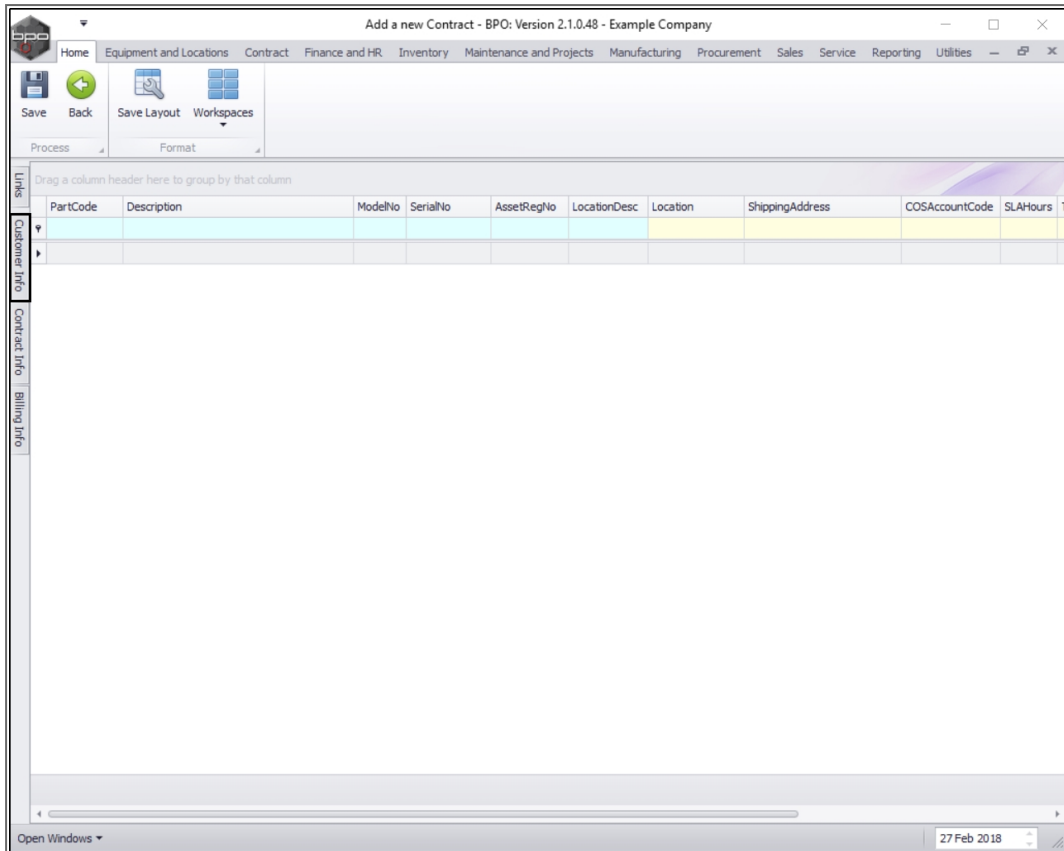 Add a new Contract - BPO: Version 2.1.0.48 - Example Company
bpo
Home Equipment and Locations Contract Finance and HR Inventory Maintenance and Projects Manufacturing Procurement Sales Service Reporting Utilities
Save Back Save Layout Workspaces
Process Format
Links
Customer Info
Contract Info
Billing Info
Drag a column header here to group by that column
PartCode Description ModelNo SerialNo AssetRegNo LocationDesc Location ShippingAddress COSAccountCode SLAHours
Open Windows 27 Feb 2018